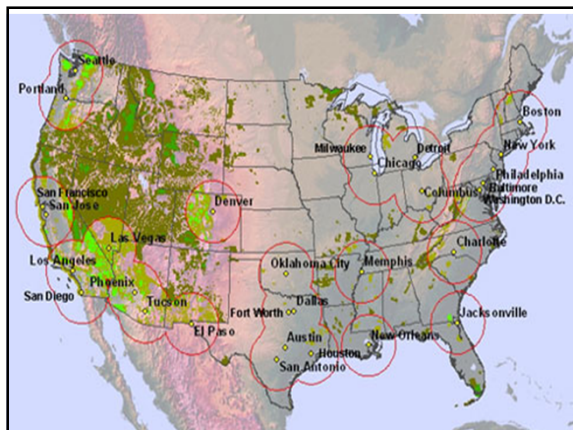 Seattle
Portland
Boston
Milwaukee
Detroit
New York
Chicago
Philadelphia
San Francisco
Columbus
Baltimore
San Jose
Denver
Washington D.C.
Las Vegas
Charlotte
Los Angeles
Oklahoma City
Memphis
Phoenix
San Diego
Tucson
Dallas
Fort Worth
Jacksonville
El Paso
Austin
New Orleans
Houston
San Antonio